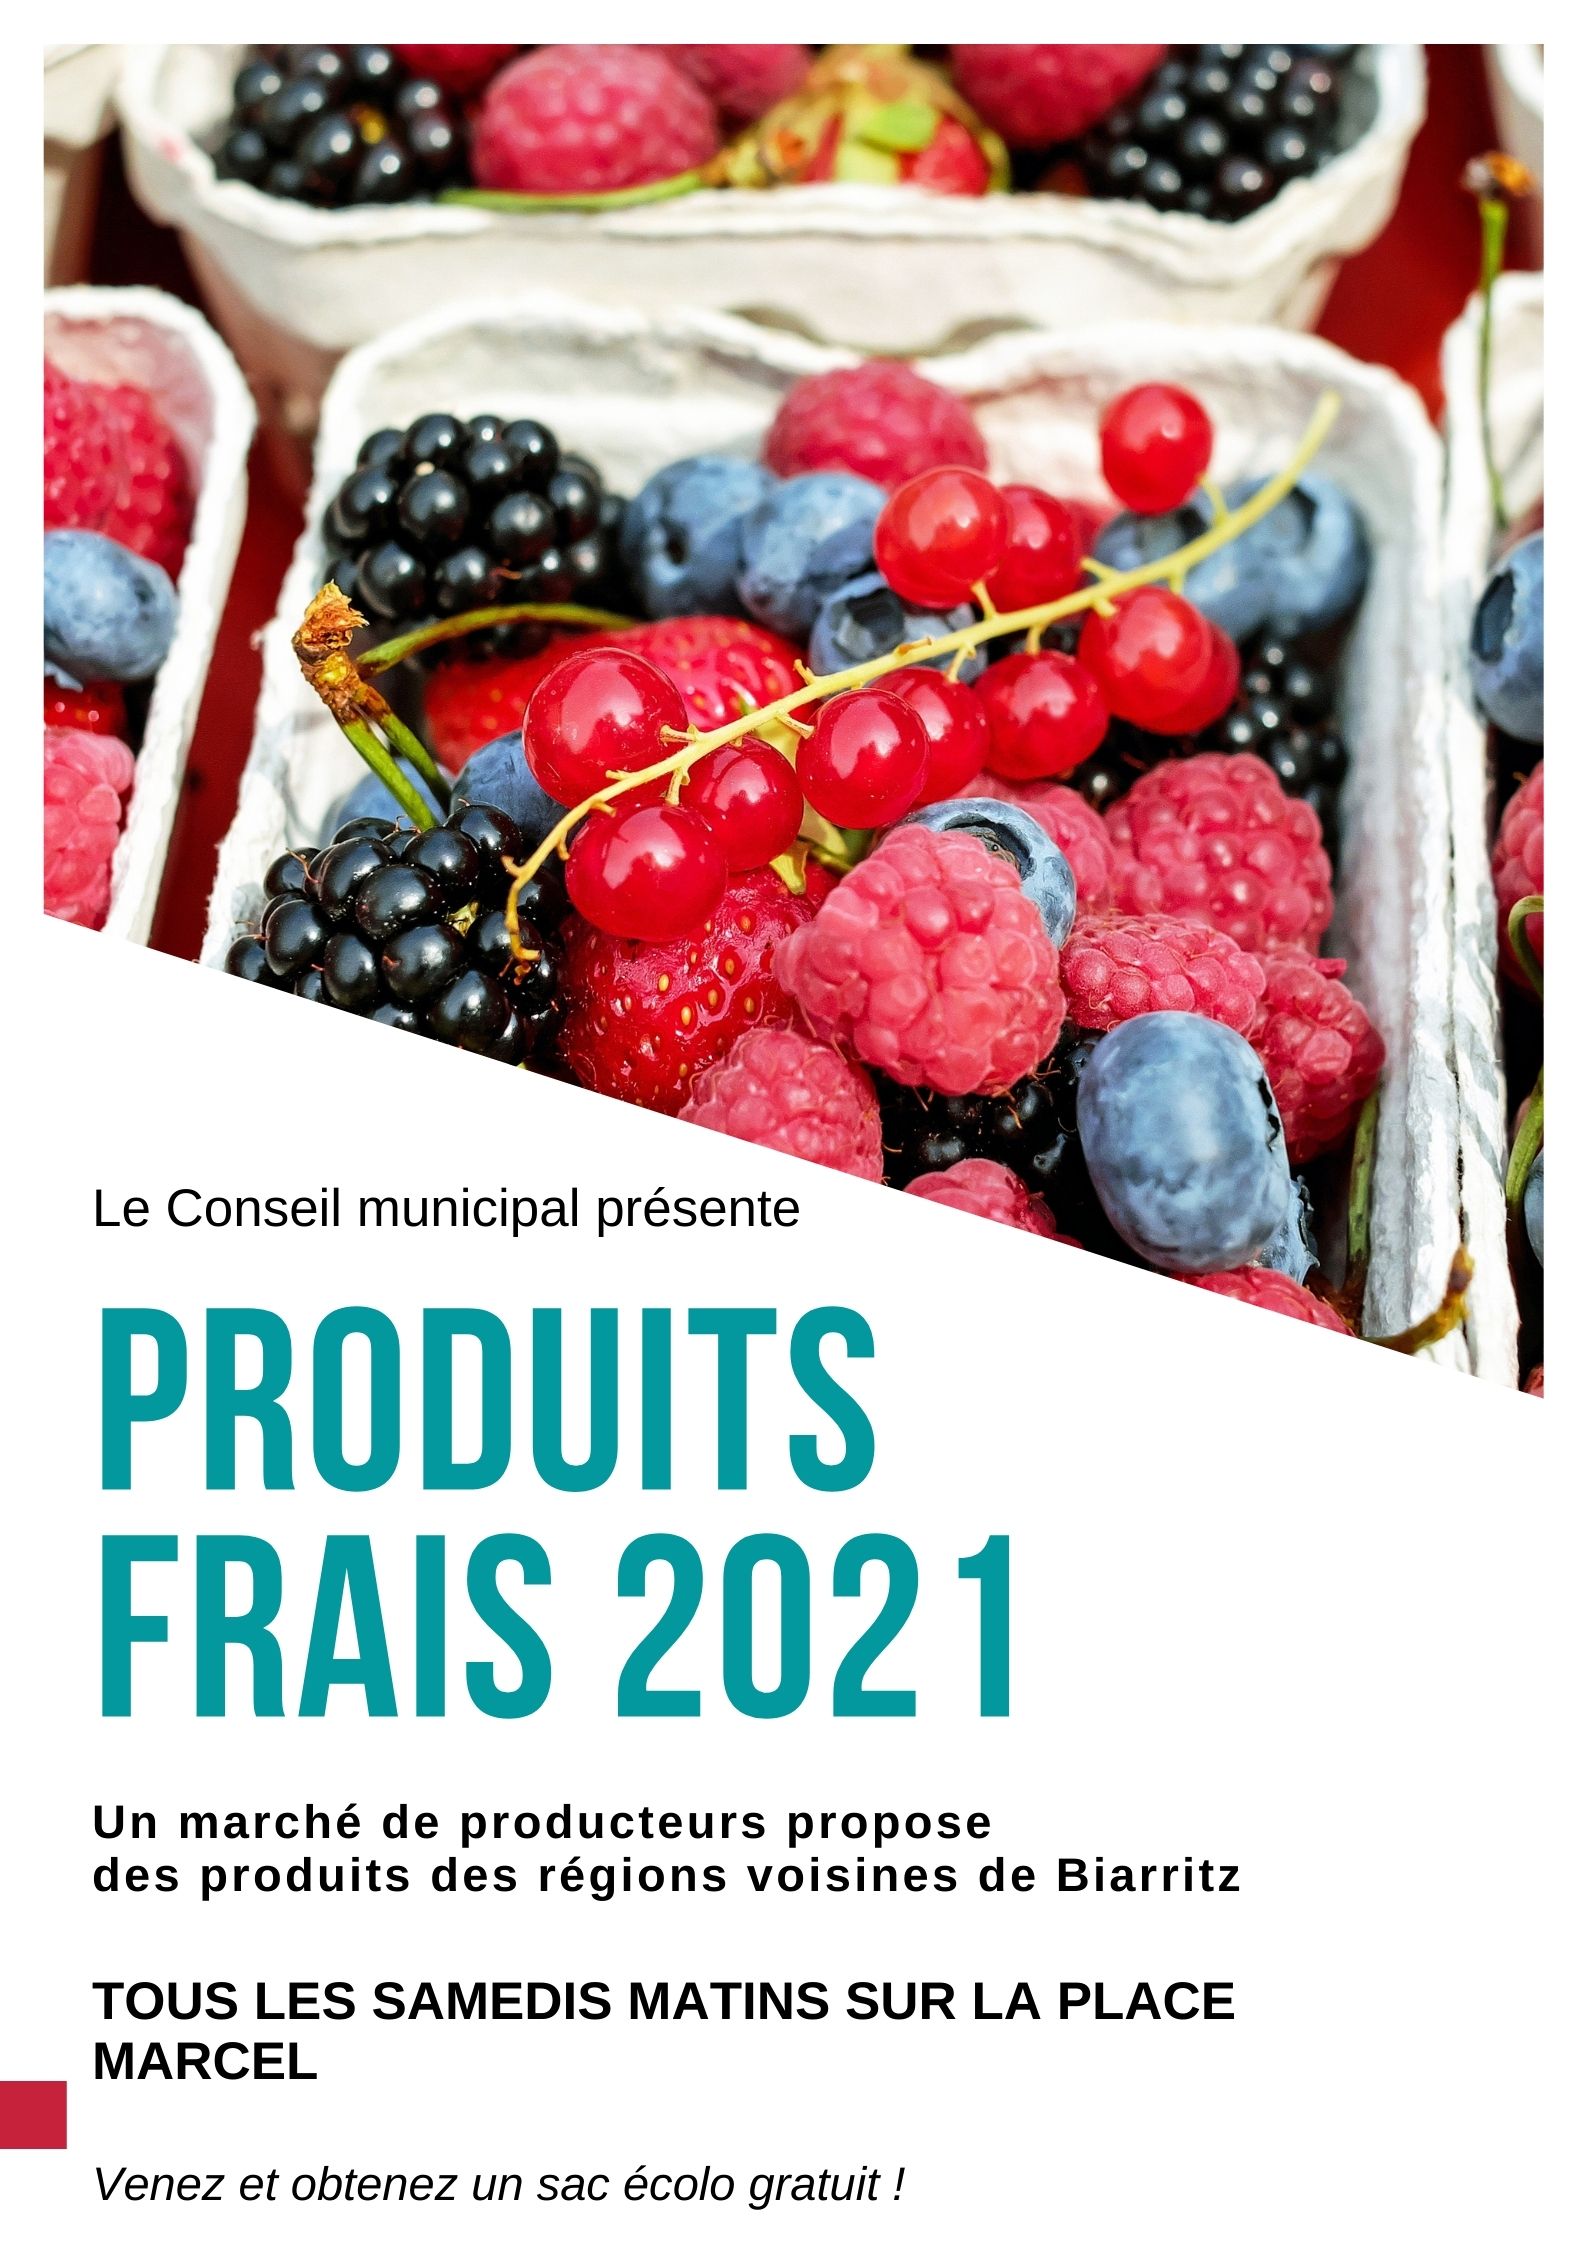 Le Conseil municipal présente
PRODUITS
FRAIS 2021
Un marché de producteurs propose
des produits des régions voisines de Biarritz
TOUS LES SAMEDIS MATINS SUR LA PLACE
MARCEL
Venez et obtenez un sac écolo gratuit !